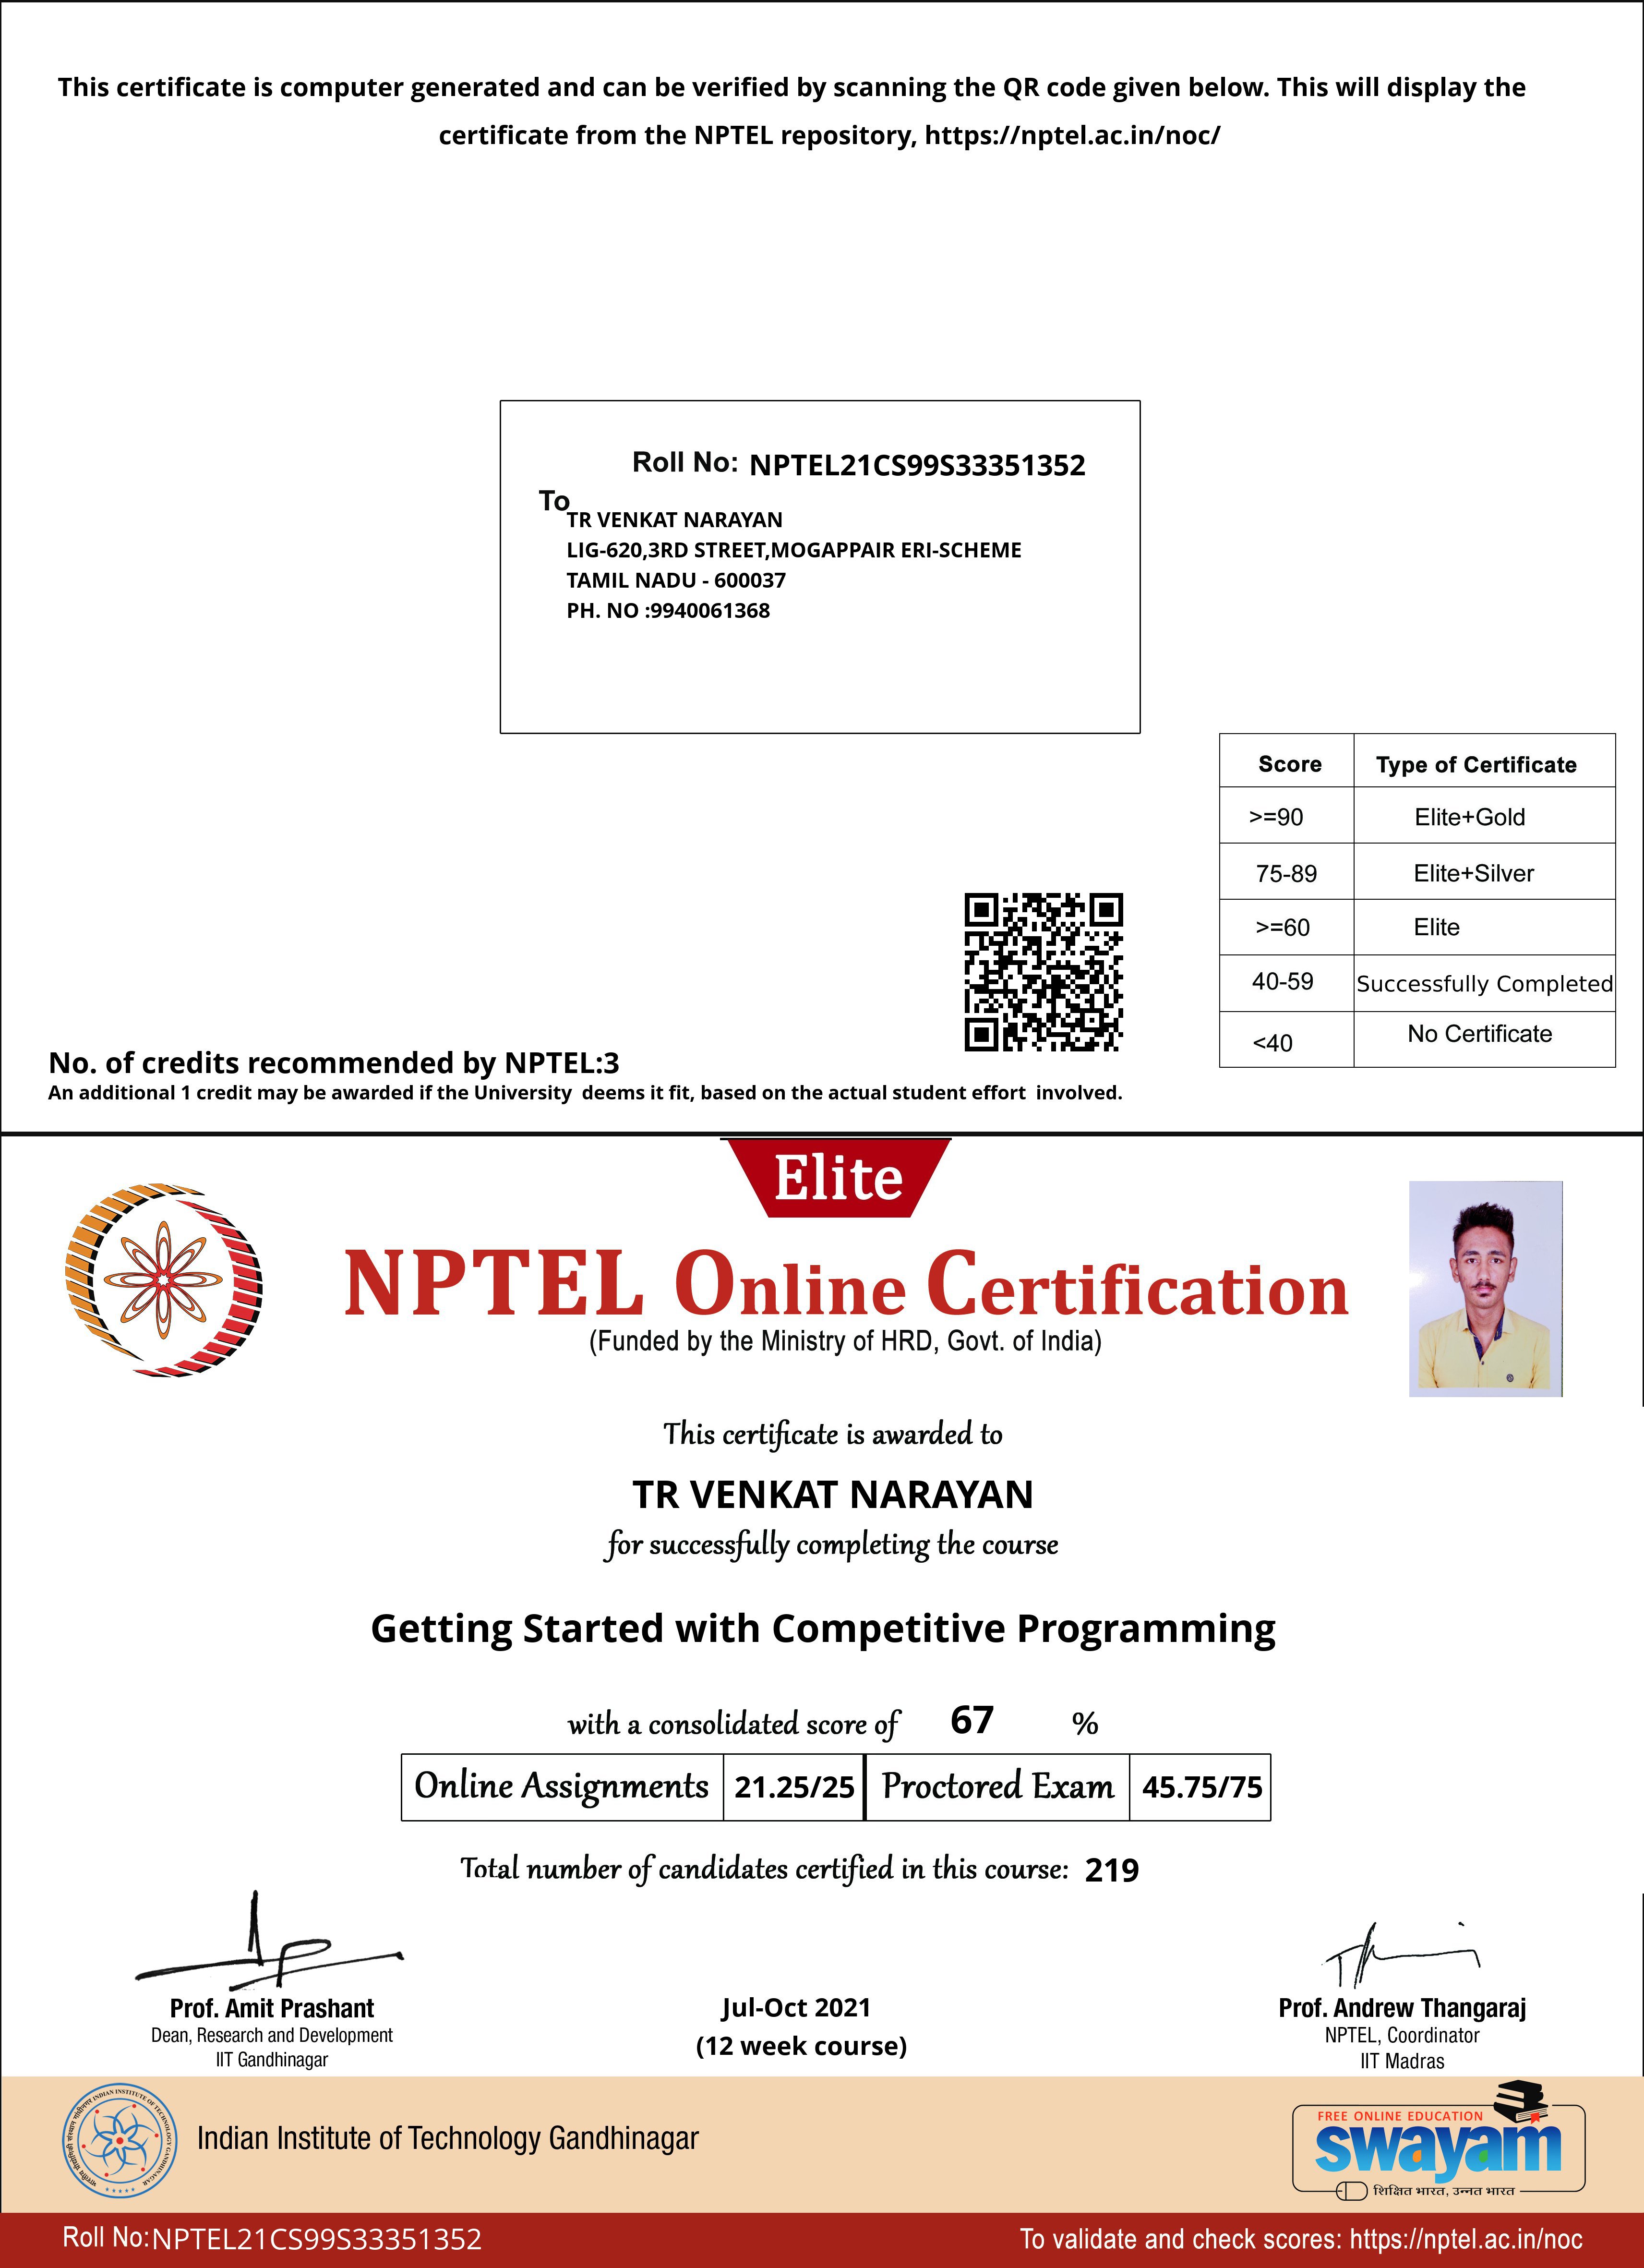 This certificate is computer generated and can be verified by scanning the QR code given below. This will display the
certificate from the NPTEL repository, https://nptel.ac.in/noc/
Roll No: NPTEL21CS99S33351352
To
TR VENKAT NARAYAN
LIG-620,3RD STREET,MOGAPPAIR ERI-SCHEME
TAMIL NADU - 600037
PH. NO :9940061368
Score Type of Certificate
>=90 Elite+Gold
75-89 Elite+Silver
>=60 Elite
40-59 Successfully Completed
<40 No Certificate
No. of credits recommended by NPTEL:3
An additional 1 credit may be awarded if the University deems it fit, based on the actual student effort involved.
Elite
NPTEL Online Certification
(Funded by the Ministry of HRD, Govt. of India)
This certificate is awarded to
TR VENKAT NARAYAN
for successfully completing the course
Getting Started with Competitive Programming
with a consolidated score of 67 %
Online Assignments 21.25/25 Proctored Exam 45.75/75
Total number of candidates certified in this course: 219
Prof. Amit Prashant
Dean, Research and Development
IIT Gandhinagar
Jul-Oct 2021
(12 week course)
Prof. Andrew Thangaraj
NPTEL, Coordinator
IIT Madras
भारतीय प्रौद्योगिकी संस्थान गांधीनगर
INDIAN INSTITUTE OF TECHNOLOGY GANDHINAGAR
Indian Institute of Technology Gandhinagar
FREE ONLINE EDUCATION
swayam
शिक्षित भारत, उन्नत भारत
Roll No:NPTEL21CS99S33351352
To validate and check scores: https://nptel.ac.in/noc